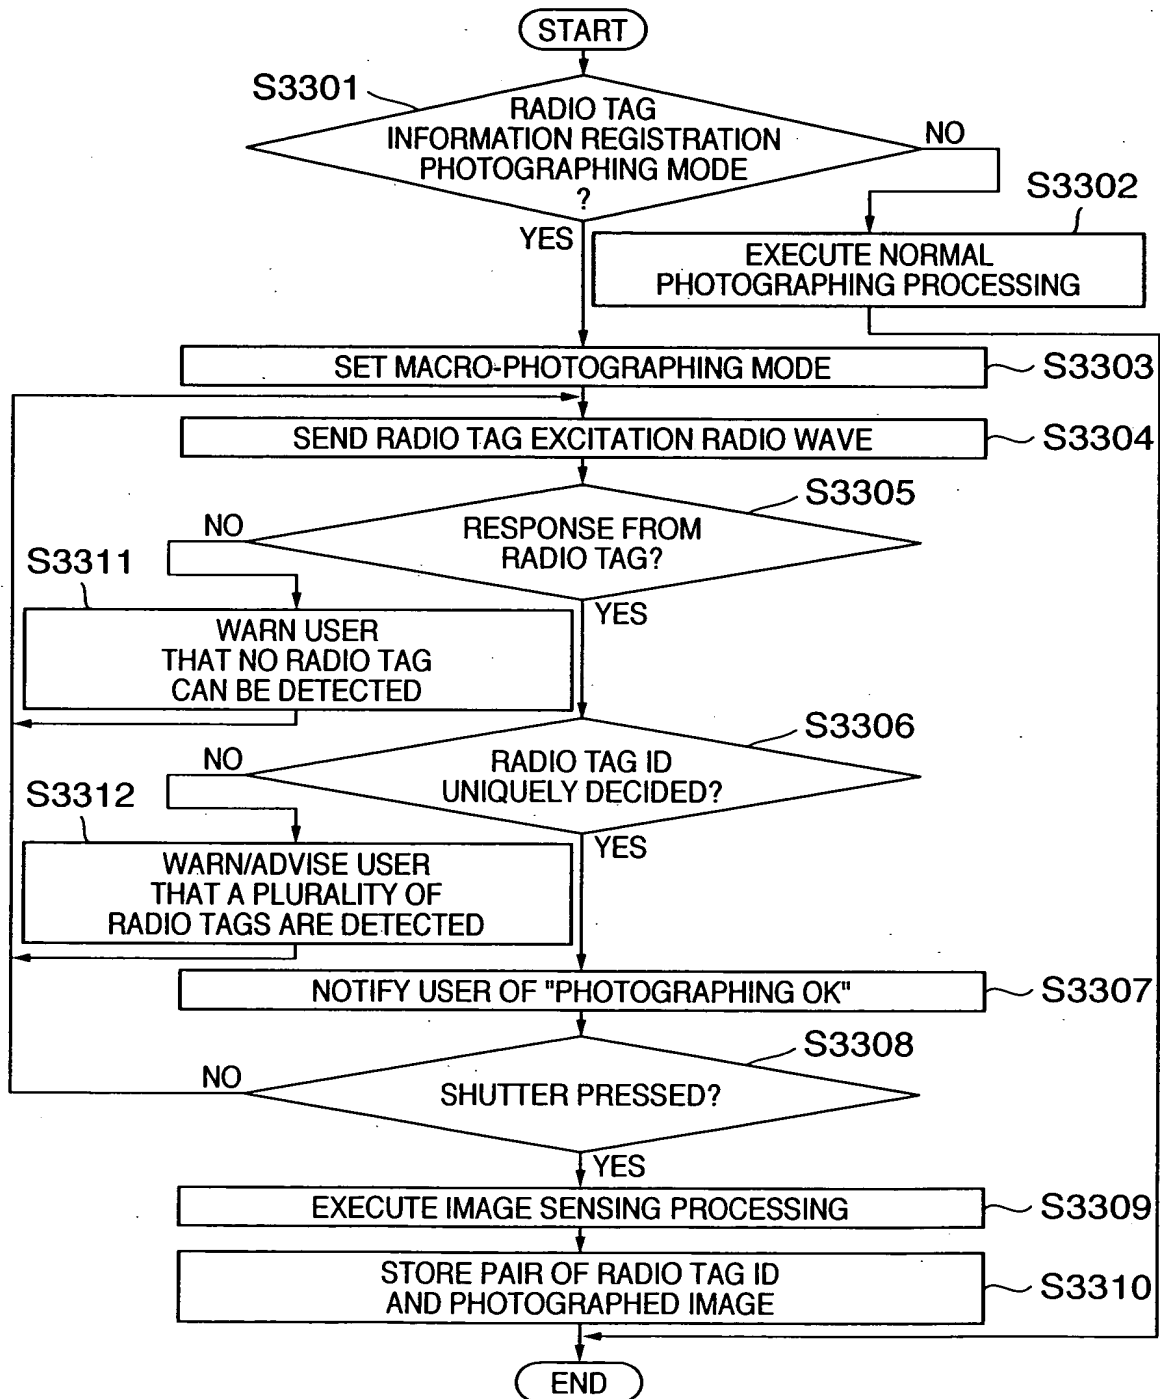 START
S3301
RADIO TAG
INFORMATION REGISTRATION
PHOTOGRAPHING MODE
?
NO
YES
S3302
EXECUTE NORMAL
PHOTOGRAPHING PROCESSING
SET MACRO-PHOTOGRAPHING MODE
S3303
SEND RADIO TAG EXCITATION RADIO WAVE
S3304
S3305
RESPONSE FROM
RADIO TAG?
NO
YES
S3311
WARN USER
THAT NO RADIO TAG
CAN BE DETECTED
S3306
RADIO TAG ID
UNIQUELY DECIDED?
NO
YES
S3312
WARN/ADVISE USER
THAT A PLURALITY OF
RADIO TAGS ARE DETECTED
NOTIFY USER OF "PHOTOGRAPHING OK"
S3307
S3308
SHUTTER PRESSED?
NO
YES
EXECUTE IMAGE SENSING PROCESSING
S3309
STORE PAIR OF RADIO TAG ID
AND PHOTOGRAPHED IMAGE
S3310
END